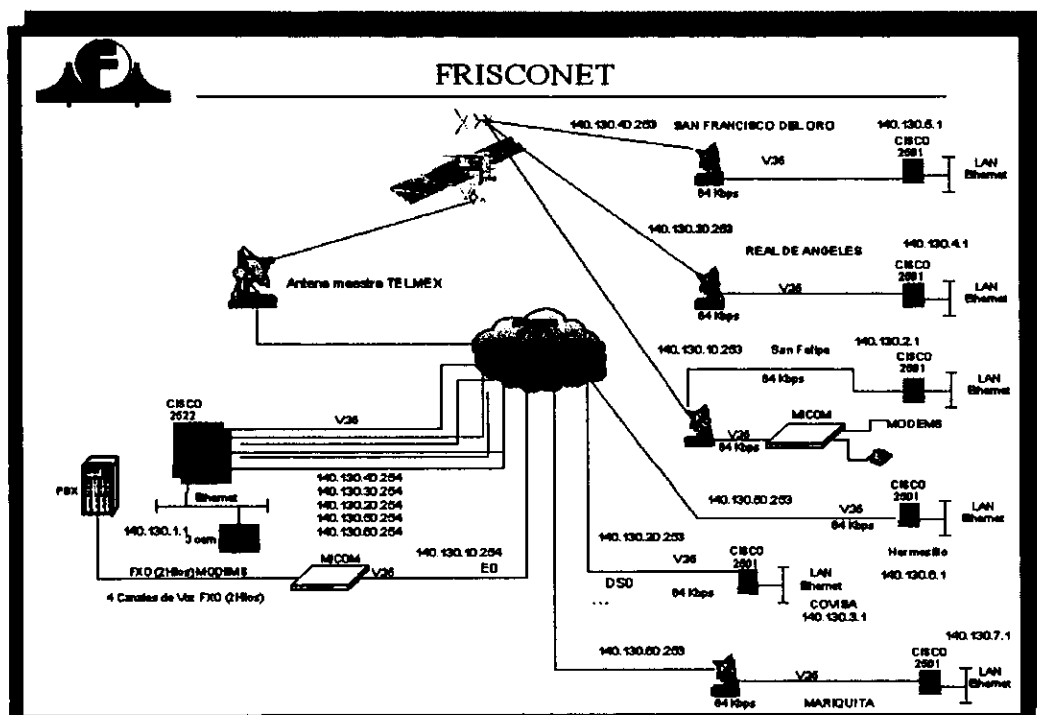 F
FRISCONET
140.130.40.253
SAN FRANCISCO DEL ORO
140.130.5.1
CISCO
2501
V35
LAN
Ethernet
64 Kbps
140.130.30.253
REAL DE ANGELES
140.130.4.1
CISCO
2501
V35
LAN
Ethernet
64 Kbps
Antena maestra TELMEX
140.130.10.253
San Felipe
140.130.2.1
CISCO
2501
64 Kbps
LAN
Ethernet
MICOM
MODEMS
V35
64 Kbps
CISCO
2522
V35
PBX
Ethernet
140.130.1.1
3 com
140.130.40.254
140.130.30.254
140.130.20.254
140.130.50.254
140.130.60.254
140.130.50.253
CISCO
2501
V35
64 Kbps
LAN
Ethernet
Hermosillo
140.130.6.1
140.130.20.253
V35
CISCO
2501
DS0
64 Kbps
LAN
Ethernet
COVISA
140.130.3.1
140.130.10.254
E0
MICOM
V35
FXO (2Hilos)MODEMS
4 Canales de Voz FXO (2Hilos)
140.130.60.253
140.130.7.1
CISCO
2501
V35
LAN
Ethernet
64 Kbps
MARIQUITA